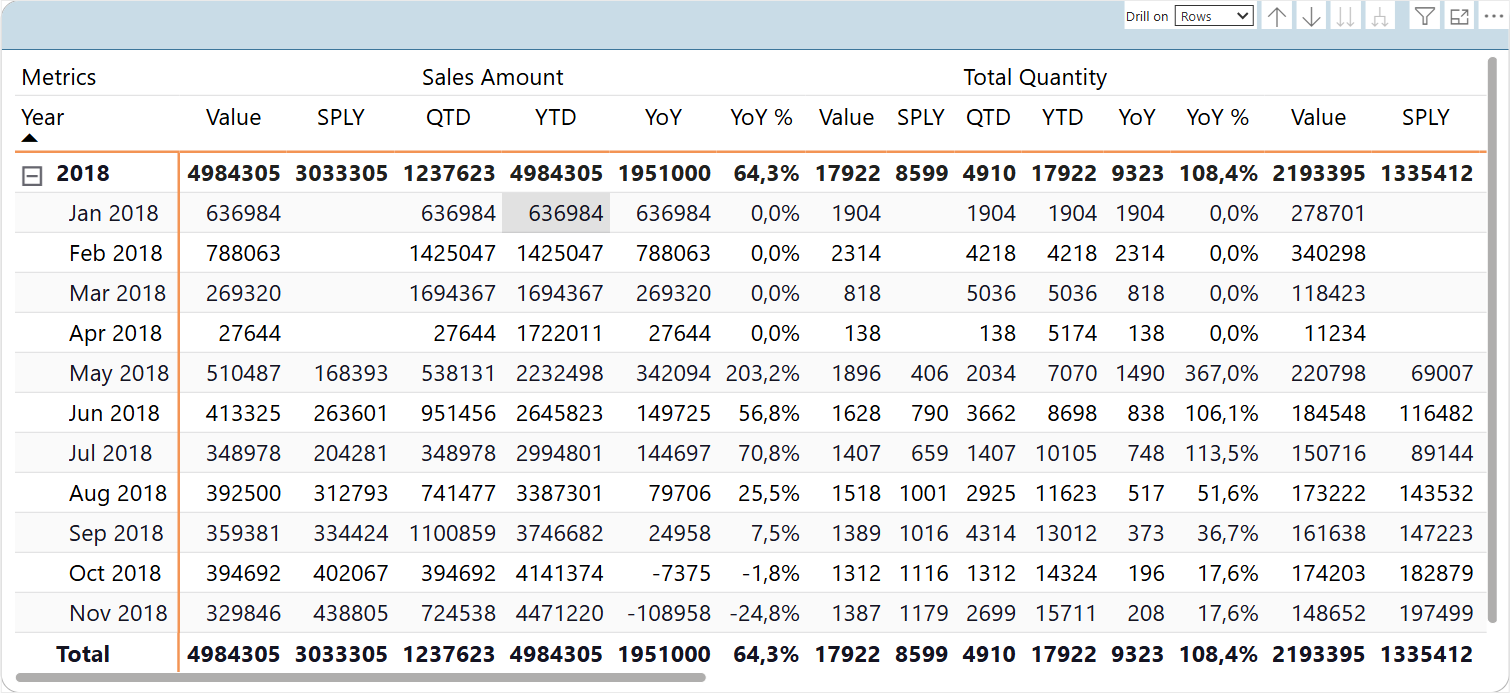 Drill on Rows
Metrics Sales Amount Total Quantity
Year Value SPLY QTD YTD YoY YoY % Value SPLY QTD YTD YoY YoY % Value SPLY
2018 4984305 3033305 1237623 4984305 1951000 64,3% 17922 8599 4910 17922 9323 108,4% 2193395 1335412
Jan 2018 636984 636984 636984 636984 0,0% 1904 1904 1904 1904 0,0% 278701
Feb 2018 788063 1425047 1425047 788063 0,0% 2314 4218 4218 2314 0,0% 340298
Mar 2018 269320 1694367 1694367 269320 0,0% 818 5036 5036 818 0,0% 118423
Apr 2018 27644 27644 1722011 27644 0,0% 138 138 5174 138 0,0% 11234
May 2018 510487 168393 538131 2232498 342094 203,2% 1896 406 2034 7070 1490 367,0% 220798 69007
Jun 2018 413325 263601 951456 2645823 149725 56,8% 1628 790 3662 8698 838 106,1% 184548 116482
Jul 2018 348978 204281 348978 2994801 144697 70,8% 1407 659 1407 10105 748 113,5% 150716 89144
Aug 2018 392500 312793 741477 3387301 79706 25,5% 1518 1001 2925 11623 517 51,6% 173222 143532
Sep 2018 359381 334424 1100859 3746682 24958 7,5% 1389 1016 4314 13012 373 36,7% 161638 147223
Oct 2018 394692 402067 394692 4141374 -7375 -1,8% 1312 1116 1312 14324 196 17,6% 174203 182879
Nov 2018 329846 438805 724538 4471220 -108958 -24,8% 1387 1179 2699 15711 208 17,6% 148652 197499
Total 4984305 3033305 1237623 4984305 1951000 64,3% 17922 8599 4910 17922 9323 108,4% 2193395 1335412